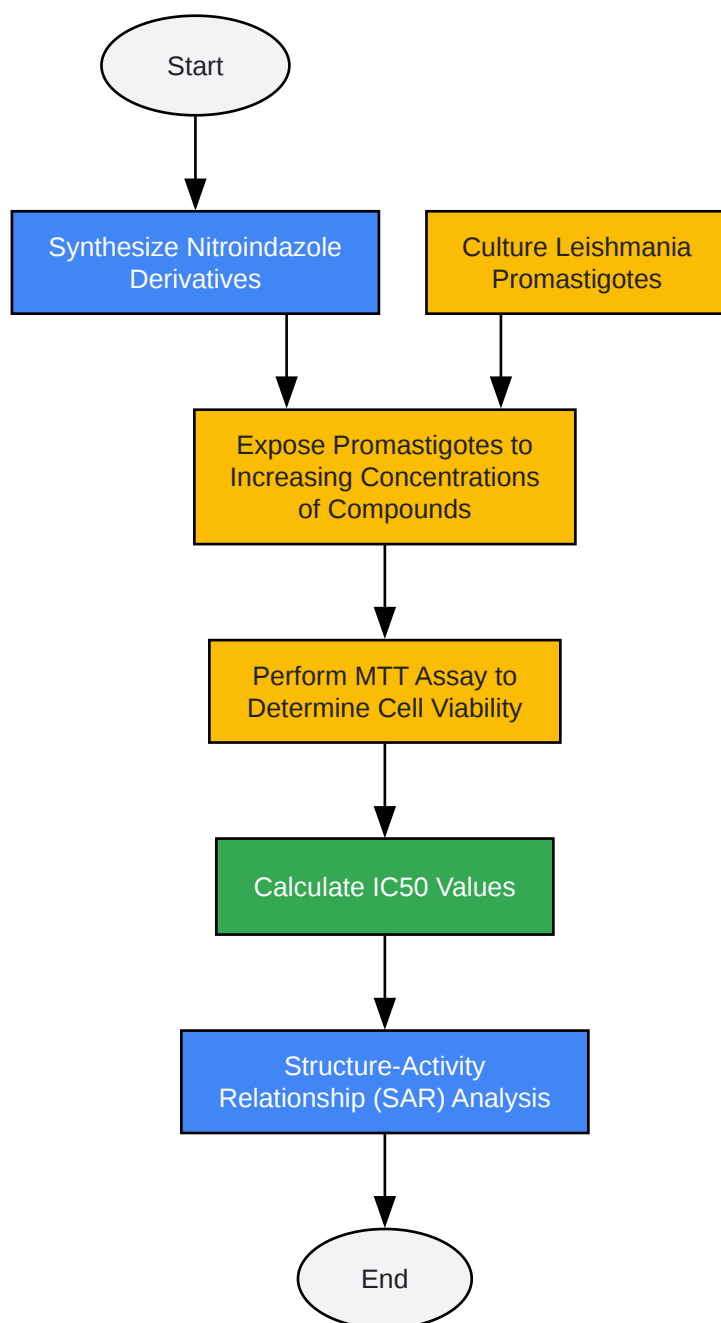 Start
Synthesize Nitroindazole
Derivatives
Culture Leishmania
Promastigotes
Expose Promastigotes to
Increasing Concentrations
of Compounds
Perform MTT Assay to
Determine Cell Viability
Calculate IC50 Values
Structure-Activity
Relationship (SAR) Analysis
End